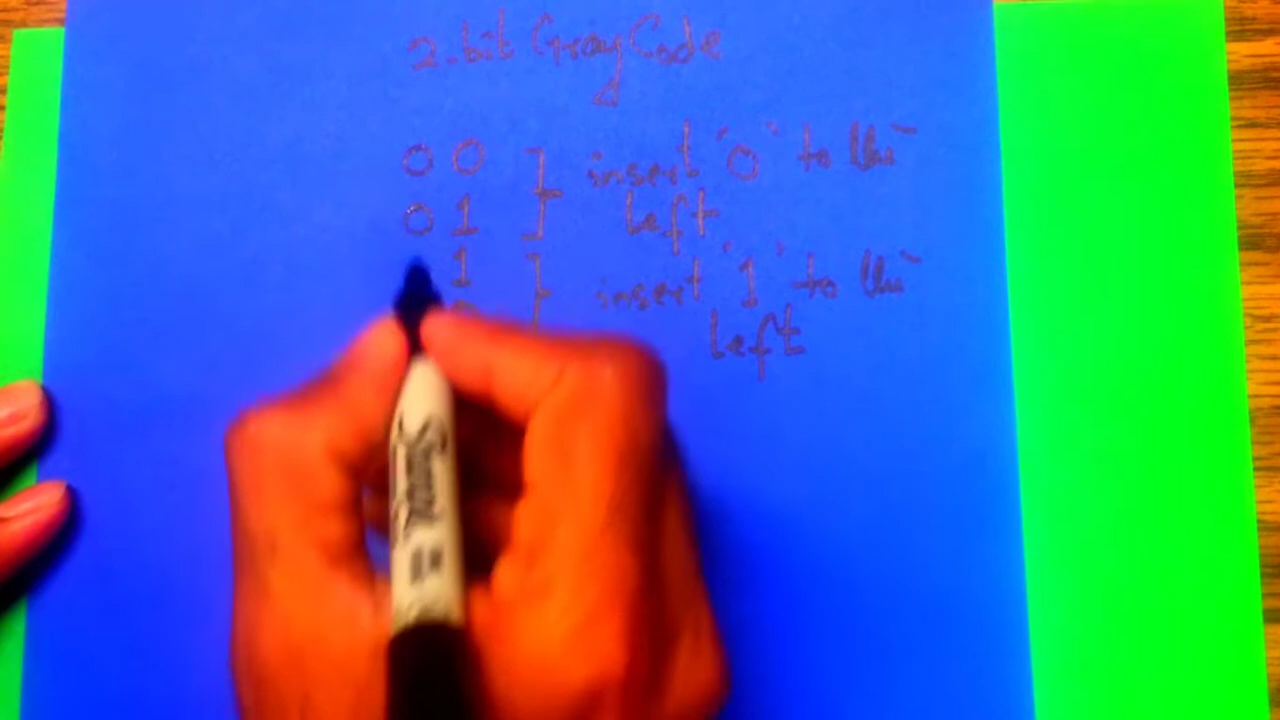 2-bit Gray Code
0 0 ] insert '0' to the
0 1 left
1 ] insert '1' to the
left
Sharpie